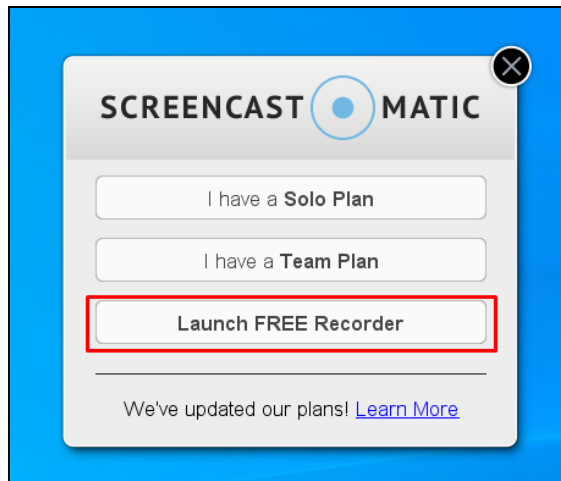 SCREENCAST MATIC
I have a Solo Plan
I have a Team Plan
Launch FREE Recorder
We've updated our plans! Learn More